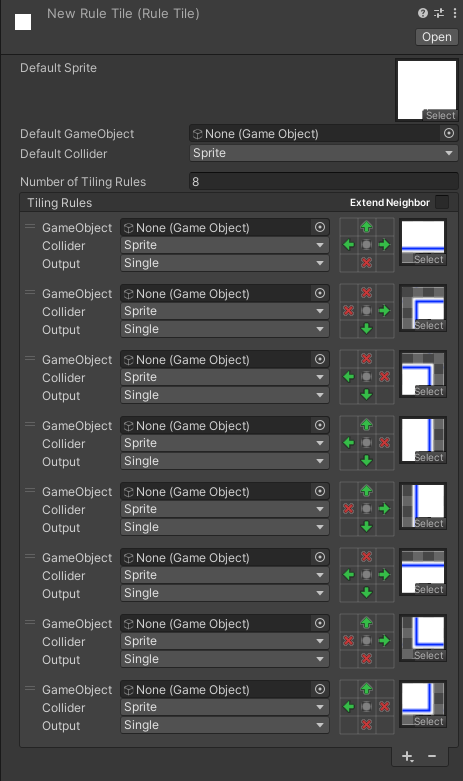 New Rule Tile (Rule Tile)
Open
Default Sprite
Select
Default GameObject None (Game Object)
Default Collider Sprite
Number of Tiling Rules 8
Tiling Rules Extend Neighbor
GameObject None (Game Object)
Collider Sprite
Output Single Select
GameObject None (Game Object)
Collider Sprite
Output Single Select
GameObject None (Game Object)
Collider Sprite
Output Single Select
GameObject None (Game Object)
Collider Sprite
Output Single Select
GameObject None (Game Object)
Collider Sprite
Output Single Select
GameObject None (Game Object)
Collider Sprite
Output Single Select
GameObject None (Game Object)
Collider Sprite
Output Single Select
GameObject None (Game Object)
Collider Sprite
Output Single Select